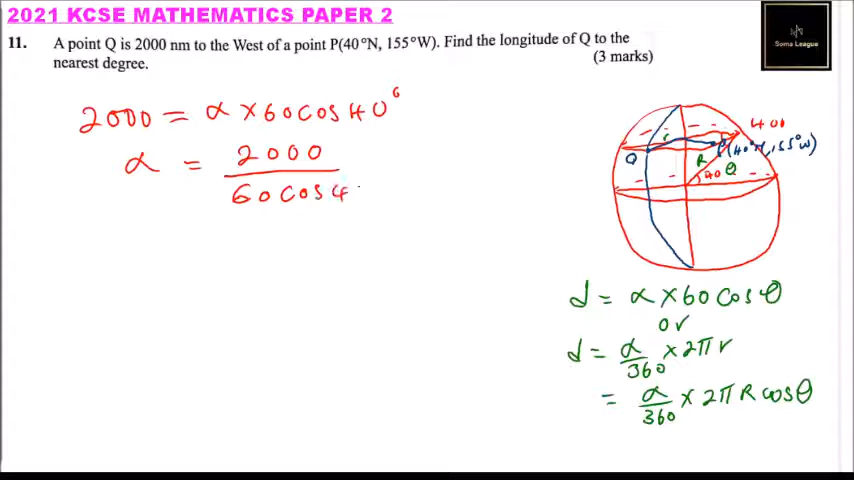 2021 KCSE MATHEMATICS PAPER 2
11. A point Q is 2000 nm to the West of a point P(40°N, 155°W). Find the longitude of Q to the
nearest degree. (3 marks)
Soma League
2000 = α × 60 cos 40°
α = 2000
60 cos 4
r
400
Q
P(40°N, 155°W)
R
40 θ
d = α × 60 cos θ
or
d = α/360 × 2πr
= α/360 × 2πR cos θ